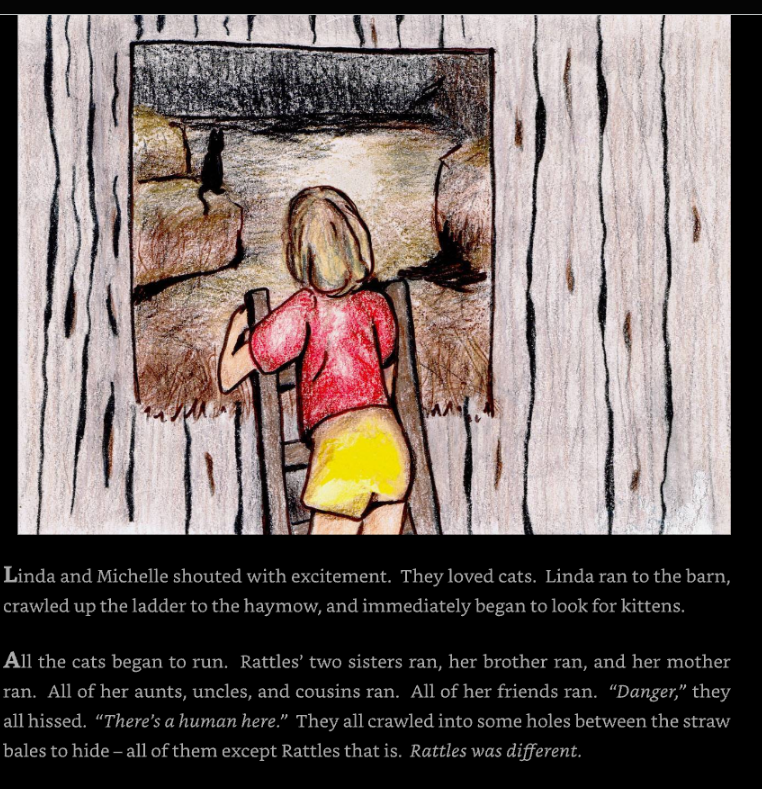 Linda and Michelle shouted with excitement. They loved cats. Linda ran to the barn,
crawled up the ladder to the haymow, and immediately began to look for kittens.
All the cats began to run. Rattles’ two sisters ran, her brother ran, and her mother
ran. All of her aunts, uncles, and cousins ran. All of her friends ran. “Danger,” they
all hissed. “There’s a human here.” They all crawled into some holes between the straw
bales to hide – all of them except Rattles that is. Rattles was different.